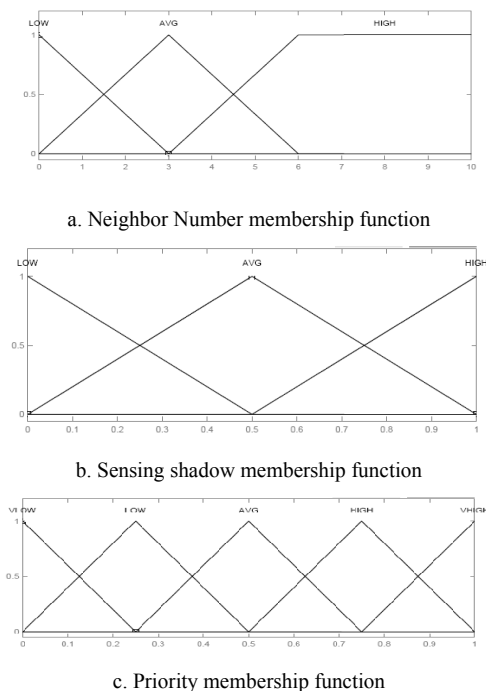 LOW AVG HIGH
1
0.5
0
0 1 2 3 4 5 6 7 8 9 10
a. Neighbor Number membership function
LOW AVG HIGH
1
0.5
0
0 0.1 0.2 0.3 0.4 0.5 0.6 0.7 0.8 0.9 1
b. Sensing shadow membership function
VLOW LOW AVG HIGH VHIGH
1
0.5
0
0 0.1 0.2 0.3 0.4 0.5 0.6 0.7 0.8 0.9 1
c. Priority membership function